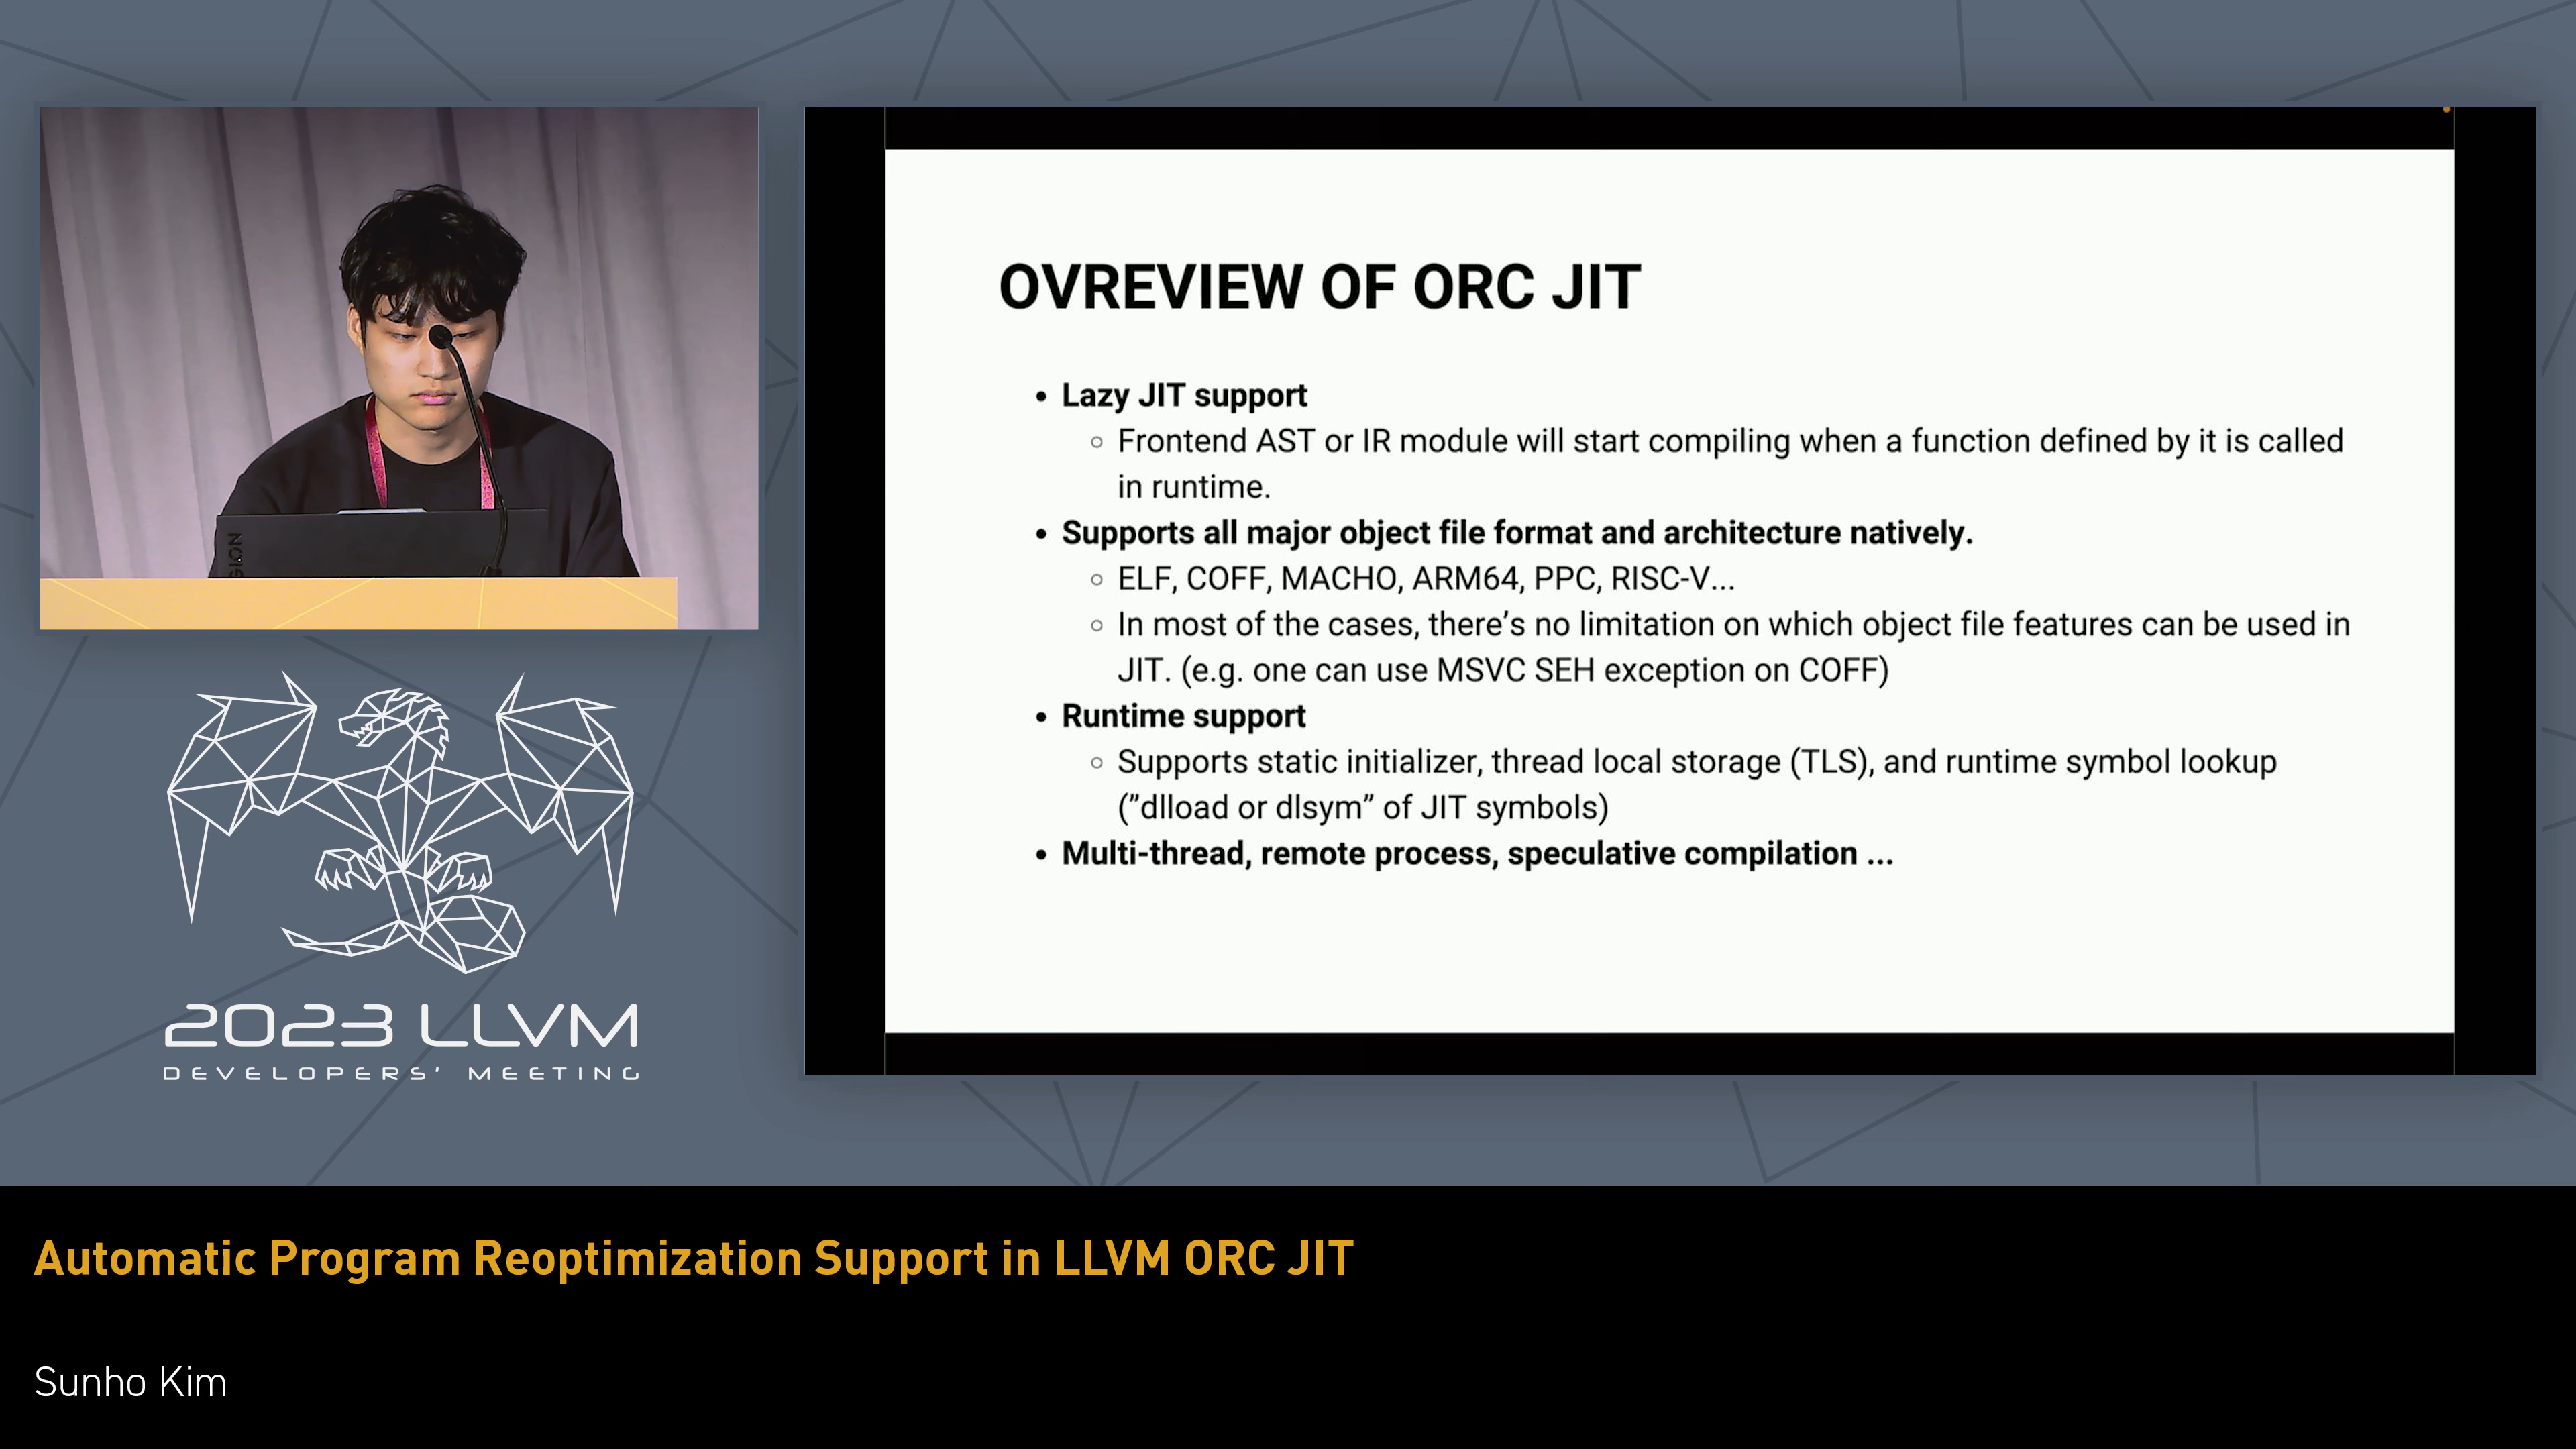 OVREVIEW OF ORC JIT
• Lazy JIT support
○ Frontend AST or IR module will start compiling when a function defined by it is called
in runtime.
• Supports all major object file format and architecture natively.
○ ELF, COFF, MACHO, ARM64, PPC, RISC-V...
○ In most of the cases, there’s no limitation on which object file features can be used in
JIT. (e.g. one can use MSVC SEH exception on COFF)
• Runtime support
○ Supports static initializer, thread local storage (TLS), and runtime symbol lookup
(”dlload or dlsym” of JIT symbols)
• Multi-thread, remote process, speculative compilation ...
2023 LLVM
DEVELOPERS' MEETING
Automatic Program Reoptimization Support in LLVM ORC JIT
Sunho Kim